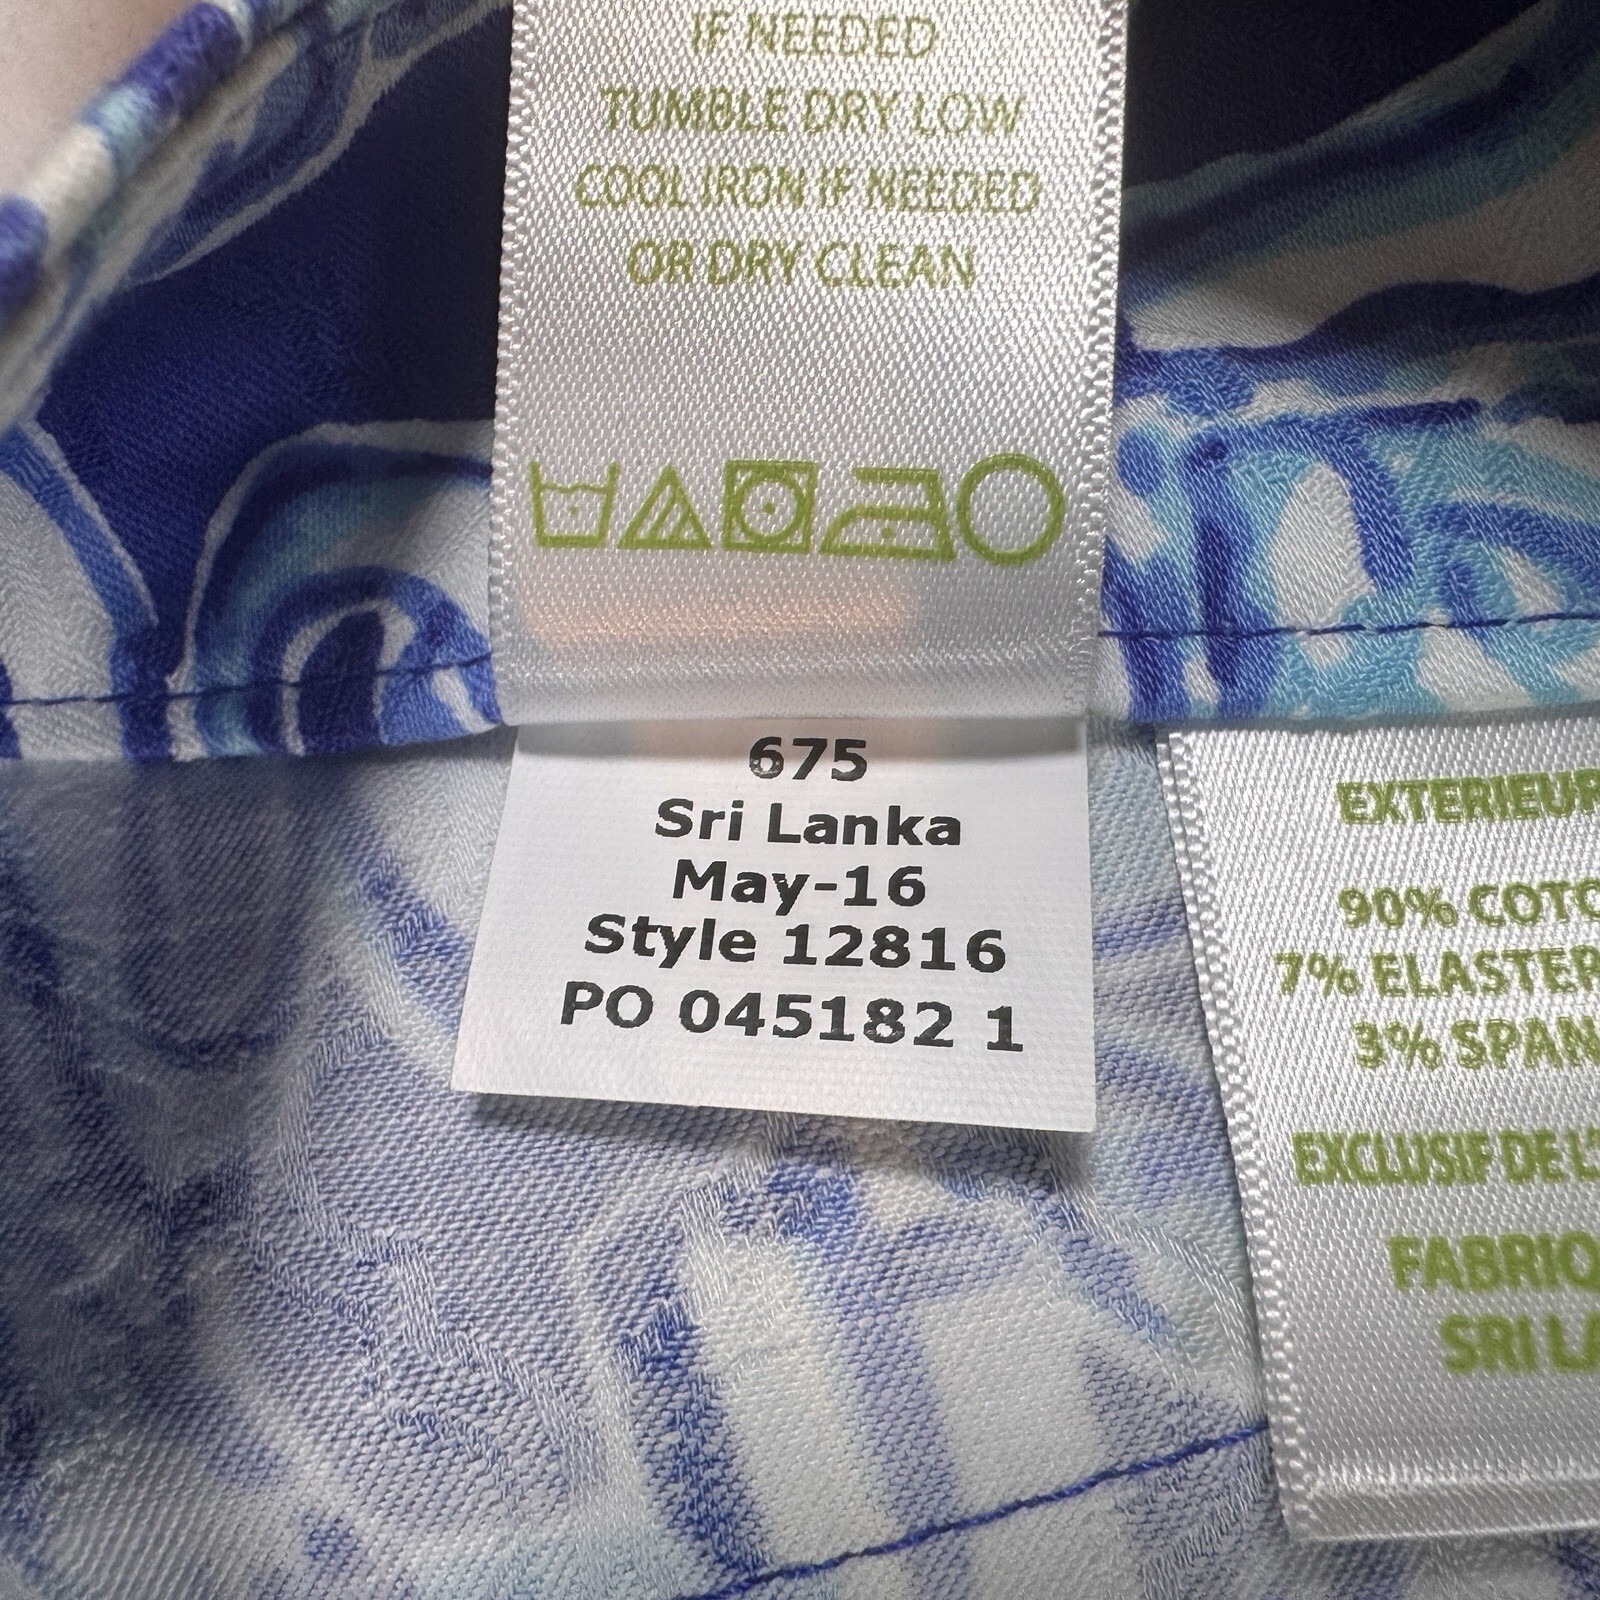 IF NEEDED
TUMBLE DRY LOW
COOL IRON IF NEEDED
OR DRY CLEAN
675
Sri Lanka
May-16
Style 12816
PO 045182 1
EXTERIEUR
90% COTO
7% ELASTER
3% SPAN
EXCLUSIF DE L'
FABRIQ
SRI LA